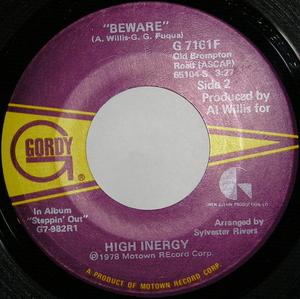 "BEWARE"
(A. Willis-G. G. Fuqua)
G 7161F
Old Brompton
Road (ASCAP)
65104-S 3:27
Side 2
Produced by
Al Willis for
GORDY
G
In Album
"Steppin' Out"
G7-982R1
Arranged by
Sylvester Rivers
HIGH INERGY
©1978 Motown RECord Corp.
A PRODUCT OF MOTOWN RECORD CORP.